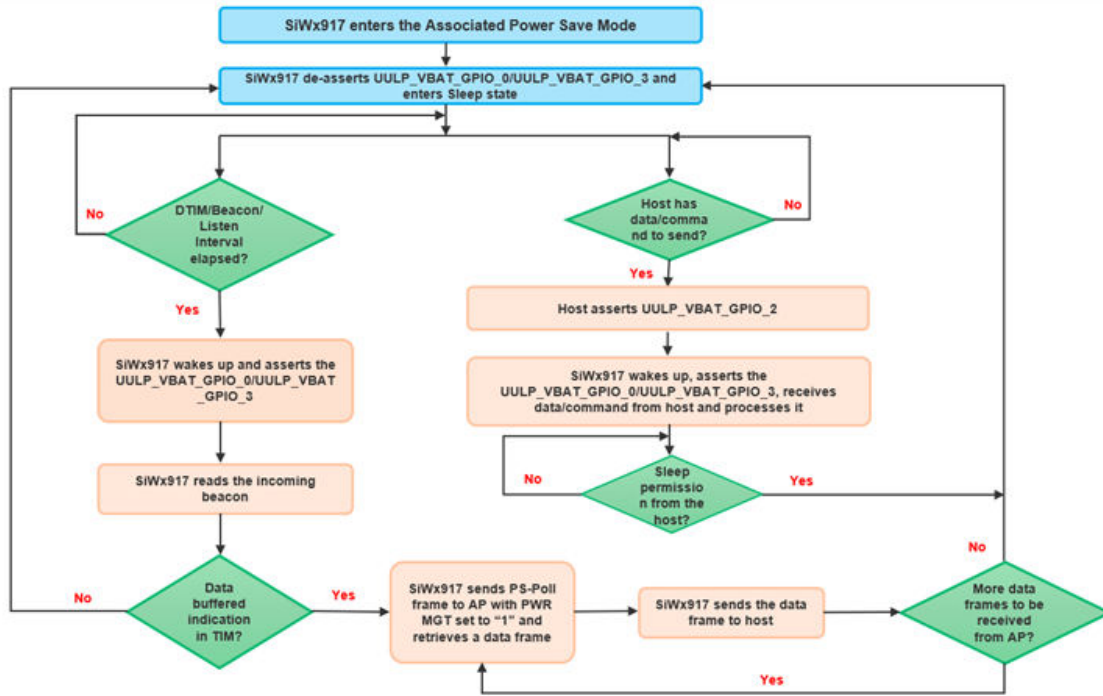 SiWx917 enters the Associated Power Save Mode
SiWx917 de-asserts UULP_VBAT_GPIO_0/UULP_VBAT_GPIO_3 and
enters Sleep state
No
DTIM/Beacon/
Listen
Interval
elapsed?
Yes
SiWx917 wakes up and asserts the
UULP_VBAT_GPIO_0/UULP_VBAT
_GPIO_3
SiWx917 reads the incoming
beacon
No
Data
buffered
indication
in TIM?
Yes
Host has
data/comma
nd to send?
No
Yes
Host asserts UULP_VBAT_GPIO_2
SiWx917 wakes up, asserts the
UULP_VBAT_GPIO_0/UULP_VBAT_GPIO_3, receives
data/command from host and processes it
No
Sleep
permissio
n from the
host?
Yes
SiWx917 sends PS-Poll
frame to AP with PWR
MGT set to “1” and
retrieves a data frame
SiWx917 sends the data
frame to host
No
More data
frames to be
received
from AP?
Yes